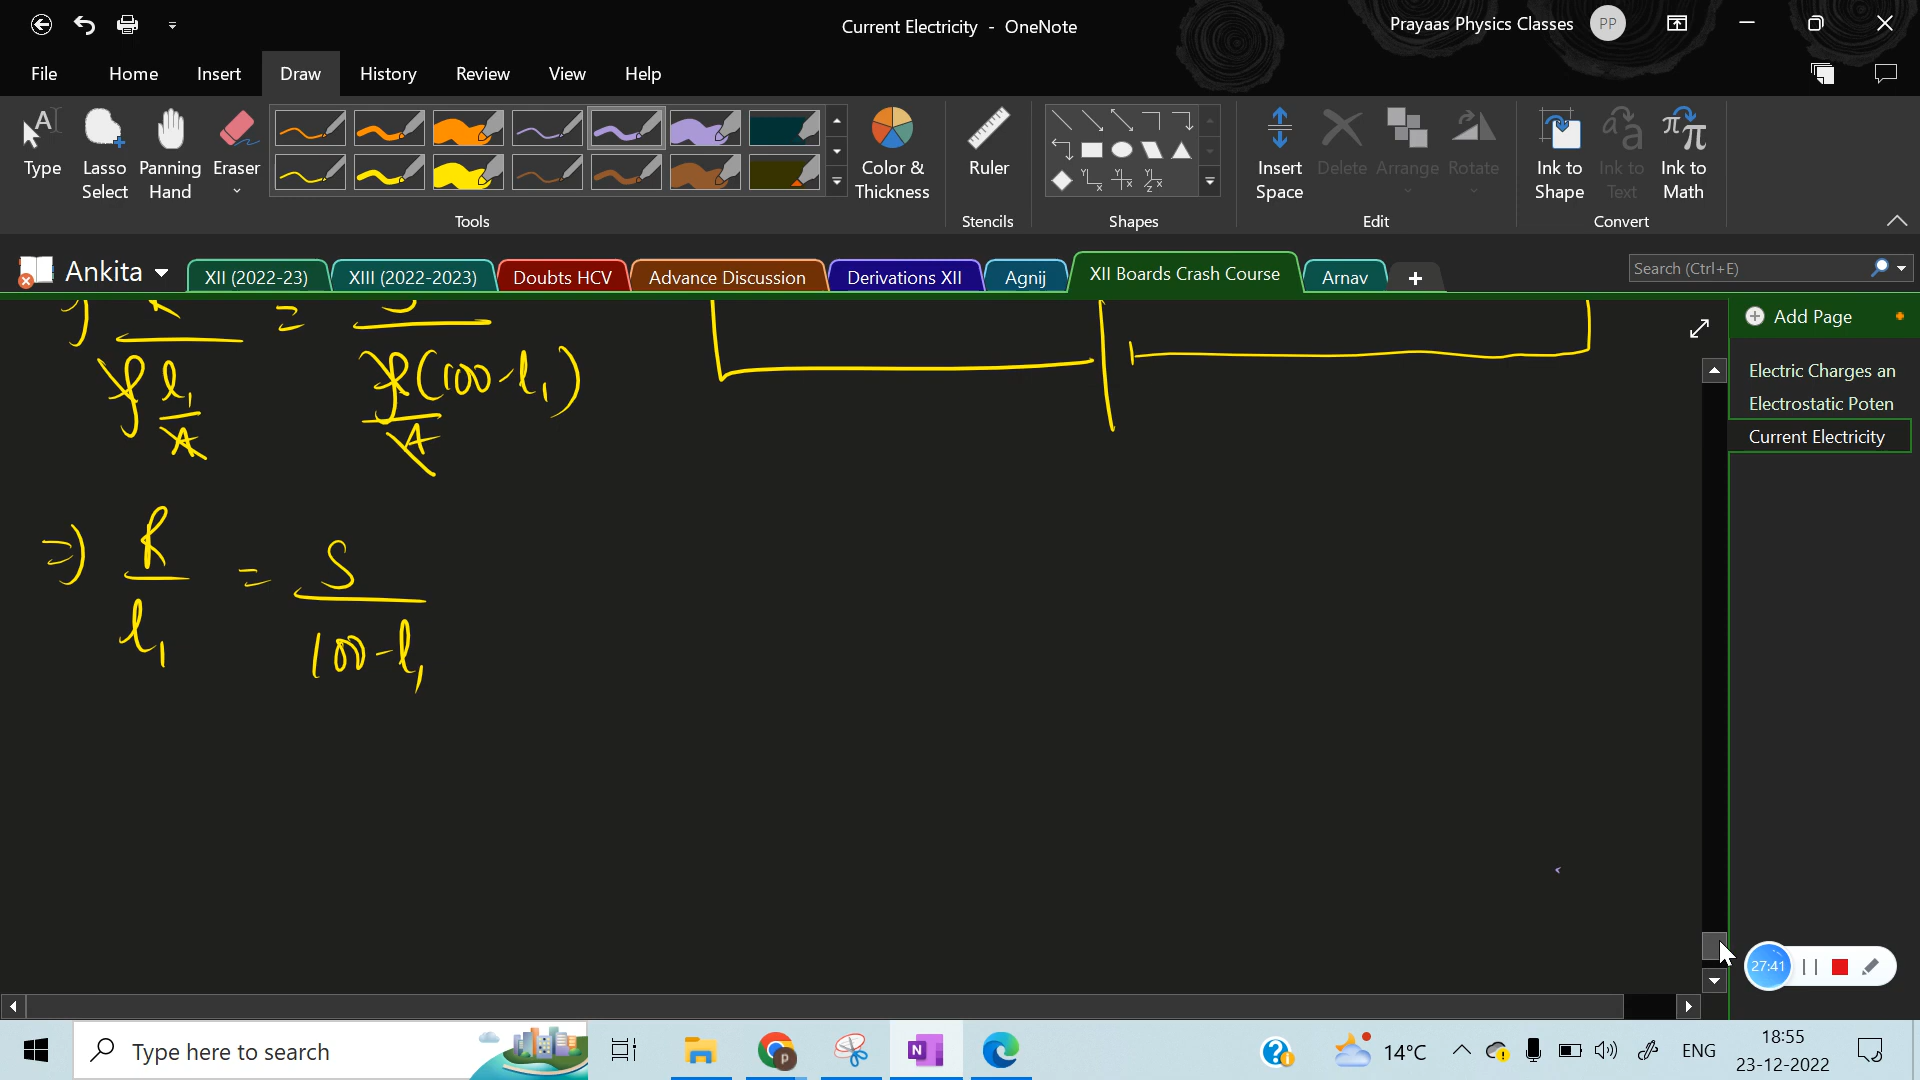 Current Electricity - OneNote
Prayaas Physics Classes PP
File Home Insert Draw History View Help
Type
Lasso Select
Panning Hand
Eraser
Color & Thickness
Ruler
Insert Space
Delete
Arrange
Rotate
Ink to Shape
Ink to Text
Ink to Math
Tools Stencils Shapes Edit Convert
Ankita XII (2022-23) XIII (2022-2023) Doubts HCV Advance Discussion Derivations XII Agnij XII Boards Crash Course Arnav + Search (Ctrl+E)
Add Page
Electric Charges an
Electrostatic Poten
Current Electricity
=
ρ l₁/A ρ(100-l₁)/A
⇒ R/l₁ = S/(100-l₁)
27:41
Type here to search
14°C ENG 18:55
23-12-2022